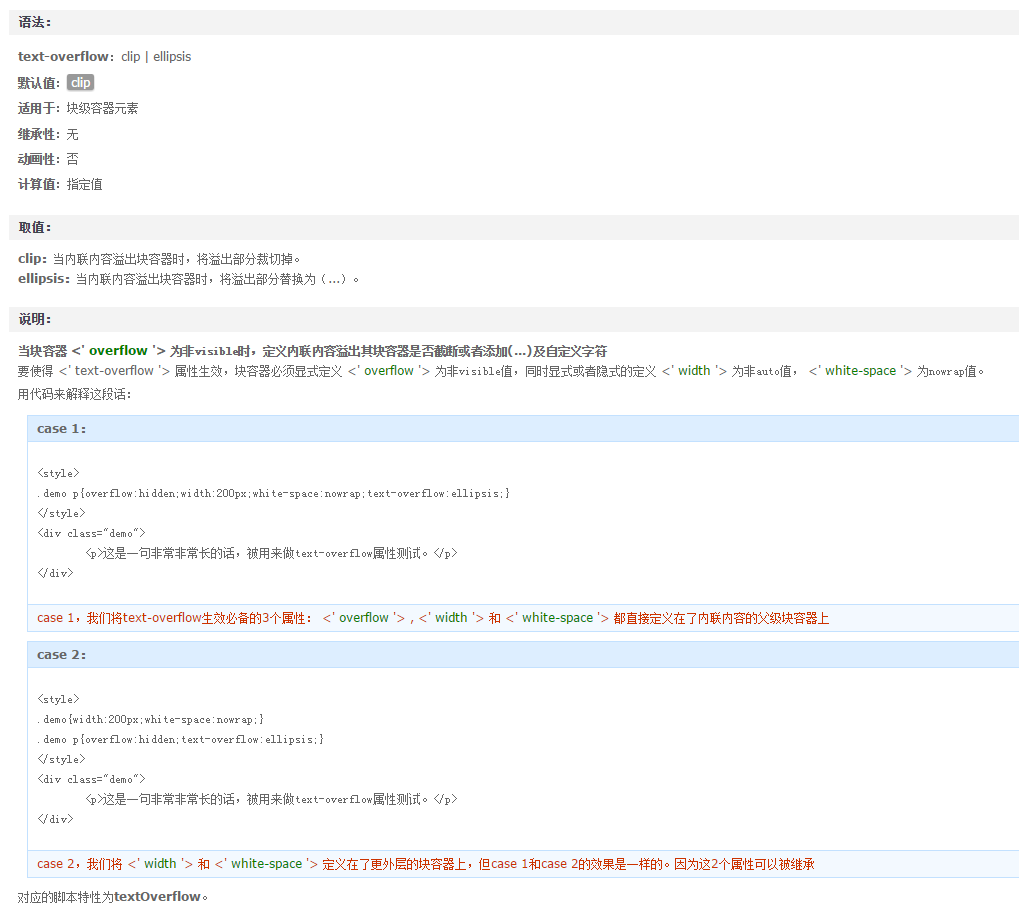 语法：
text-overflow：clip | ellipsis
默认值：clip
适用于：块级容器元素
继承性：无
动画性：否
计算值：指定值
取值：
clip：当内联内容溢出块容器时，将溢出部分裁切掉。
ellipsis：当内联内容溢出块容器时，将溢出部分替换为（...）。
说明：
当块容器 <' overflow '> 为非visible时，定义内联内容溢出其块容器是否截断或者添加(...)及自定义字符
要使得 <' text-overflow '> 属性生效，块容器必须显式定义 <' overflow '> 为非visible值，同时显式或者隐式的定义 <' width '> 为非auto值， <' white-space '> 为nowrap值。
用代码来解释这段话：
case 1：
<style>
.demo p{overflow:hidden;width:200px;white-space:nowrap;text-overflow:ellipsis;}
</style>
<div class="demo">
<p>这是一句非常非常长的话，被用来做text-overflow属性测试。</p>
</div>
case 1，我们将text-overflow生效必备的3个属性： <' overflow '> , <' width '> 和 <' white-space '> 都直接定义在了内联内容的父级块容器上
case 2：
<style>
.demo{width:200px;white-space:nowrap;}
.demo p{overflow:hidden;text-overflow:ellipsis;}
</style>
<div class="demo">
<p>这是一句非常非常长的话，被用来做text-overflow属性测试。</p>
</div>
case 2，我们将 <' width '> 和 <' white-space '> 定义在了更外层的块容器上，但case 1和case 2的效果是一样的。因为这2个属性可以被继承
对应的脚本特性为textOverflow。